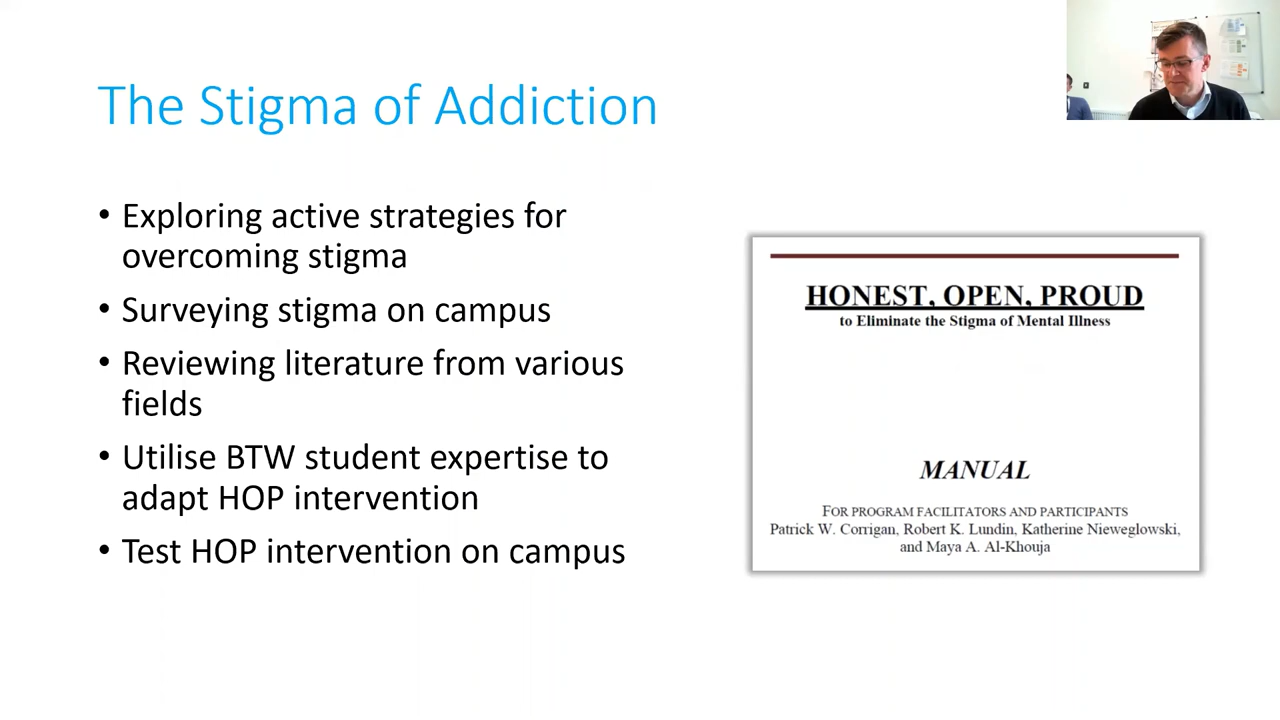 The Stigma of Addiction
• Exploring active strategies for
overcoming stigma
• Surveying stigma on campus
• Reviewing literature from various
fields
• Utilise BTW student expertise to
adapt HOP intervention
• Test HOP intervention on campus
HONEST, OPEN, PROUD
to Eliminate the Stigma of Mental Illness
MANUAL
FOR PROGRAM FACILITATORS AND PARTICIPANTS
Patrick W. Corrigan, Robert K. Lundin, Katherine Nieweglowski,
and Maya A. Al-Khouja